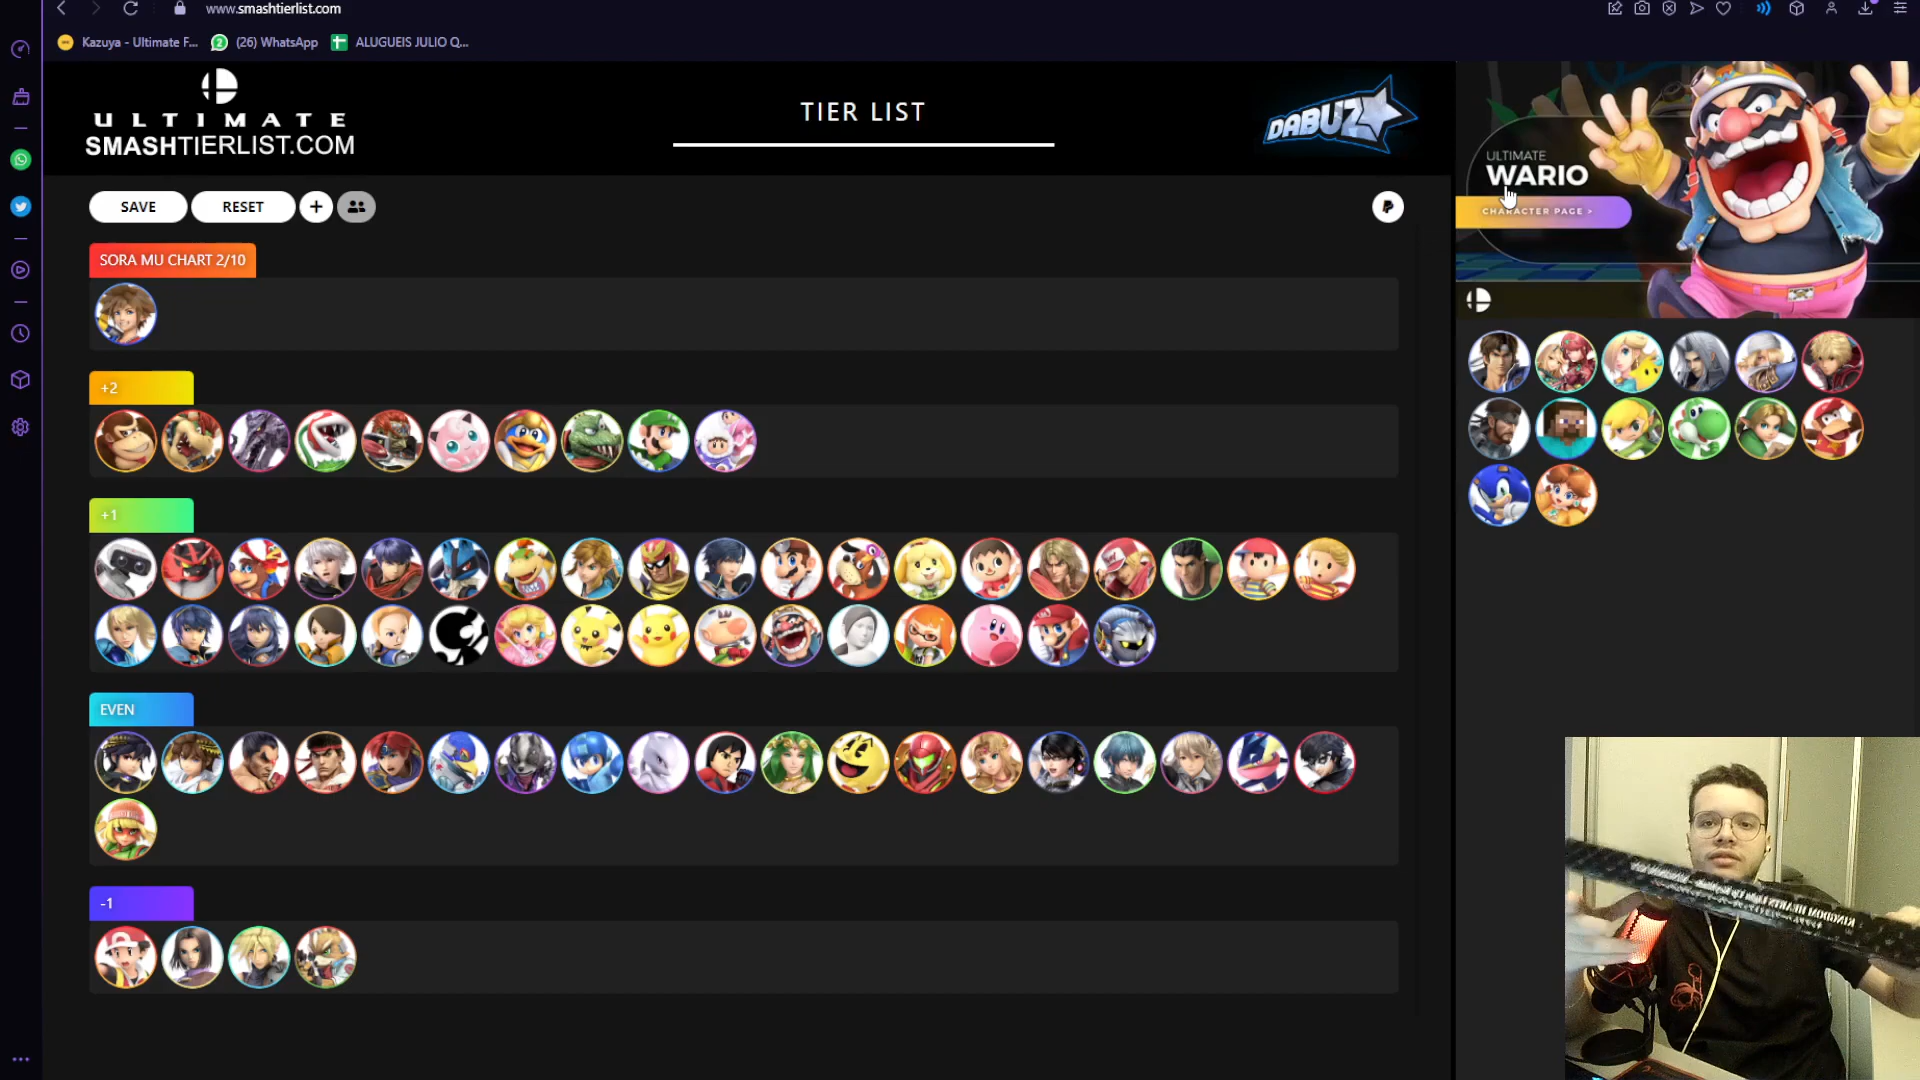 www.smashtierlist.com
Kazuya - Ultimate F...
(26) WhatsApp
ALUGUEIS JULIO Q...
ULTIMATE
SMASHTIERLIST.COM
TIER LIST
DABUZ
ULTIMATE
WARIO
CHARACTER PAGE >
SAVE
RESET
+
SORA MU CHART 2/10
+2
+1
EVEN
-1